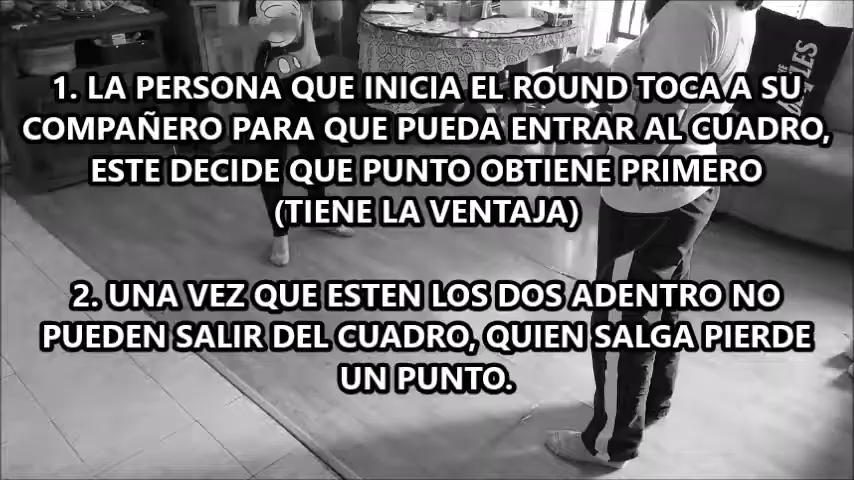 1. LA PERSONA QUE INICIA EL ROUND TOCA A SU
COMPAÑERO PARA QUE PUEDA ENTRAR AL CUADRO,
ESTE DECIDE QUE PUNTO OBTIENE PRIMERO
(TIENE LA VENTAJA)
2. UNA VEZ QUE ESTEN LOS DOS ADENTRO NO
PUEDEN SALIR DEL CUADRO, QUIEN SALGA PIERDE
UN PUNTO.